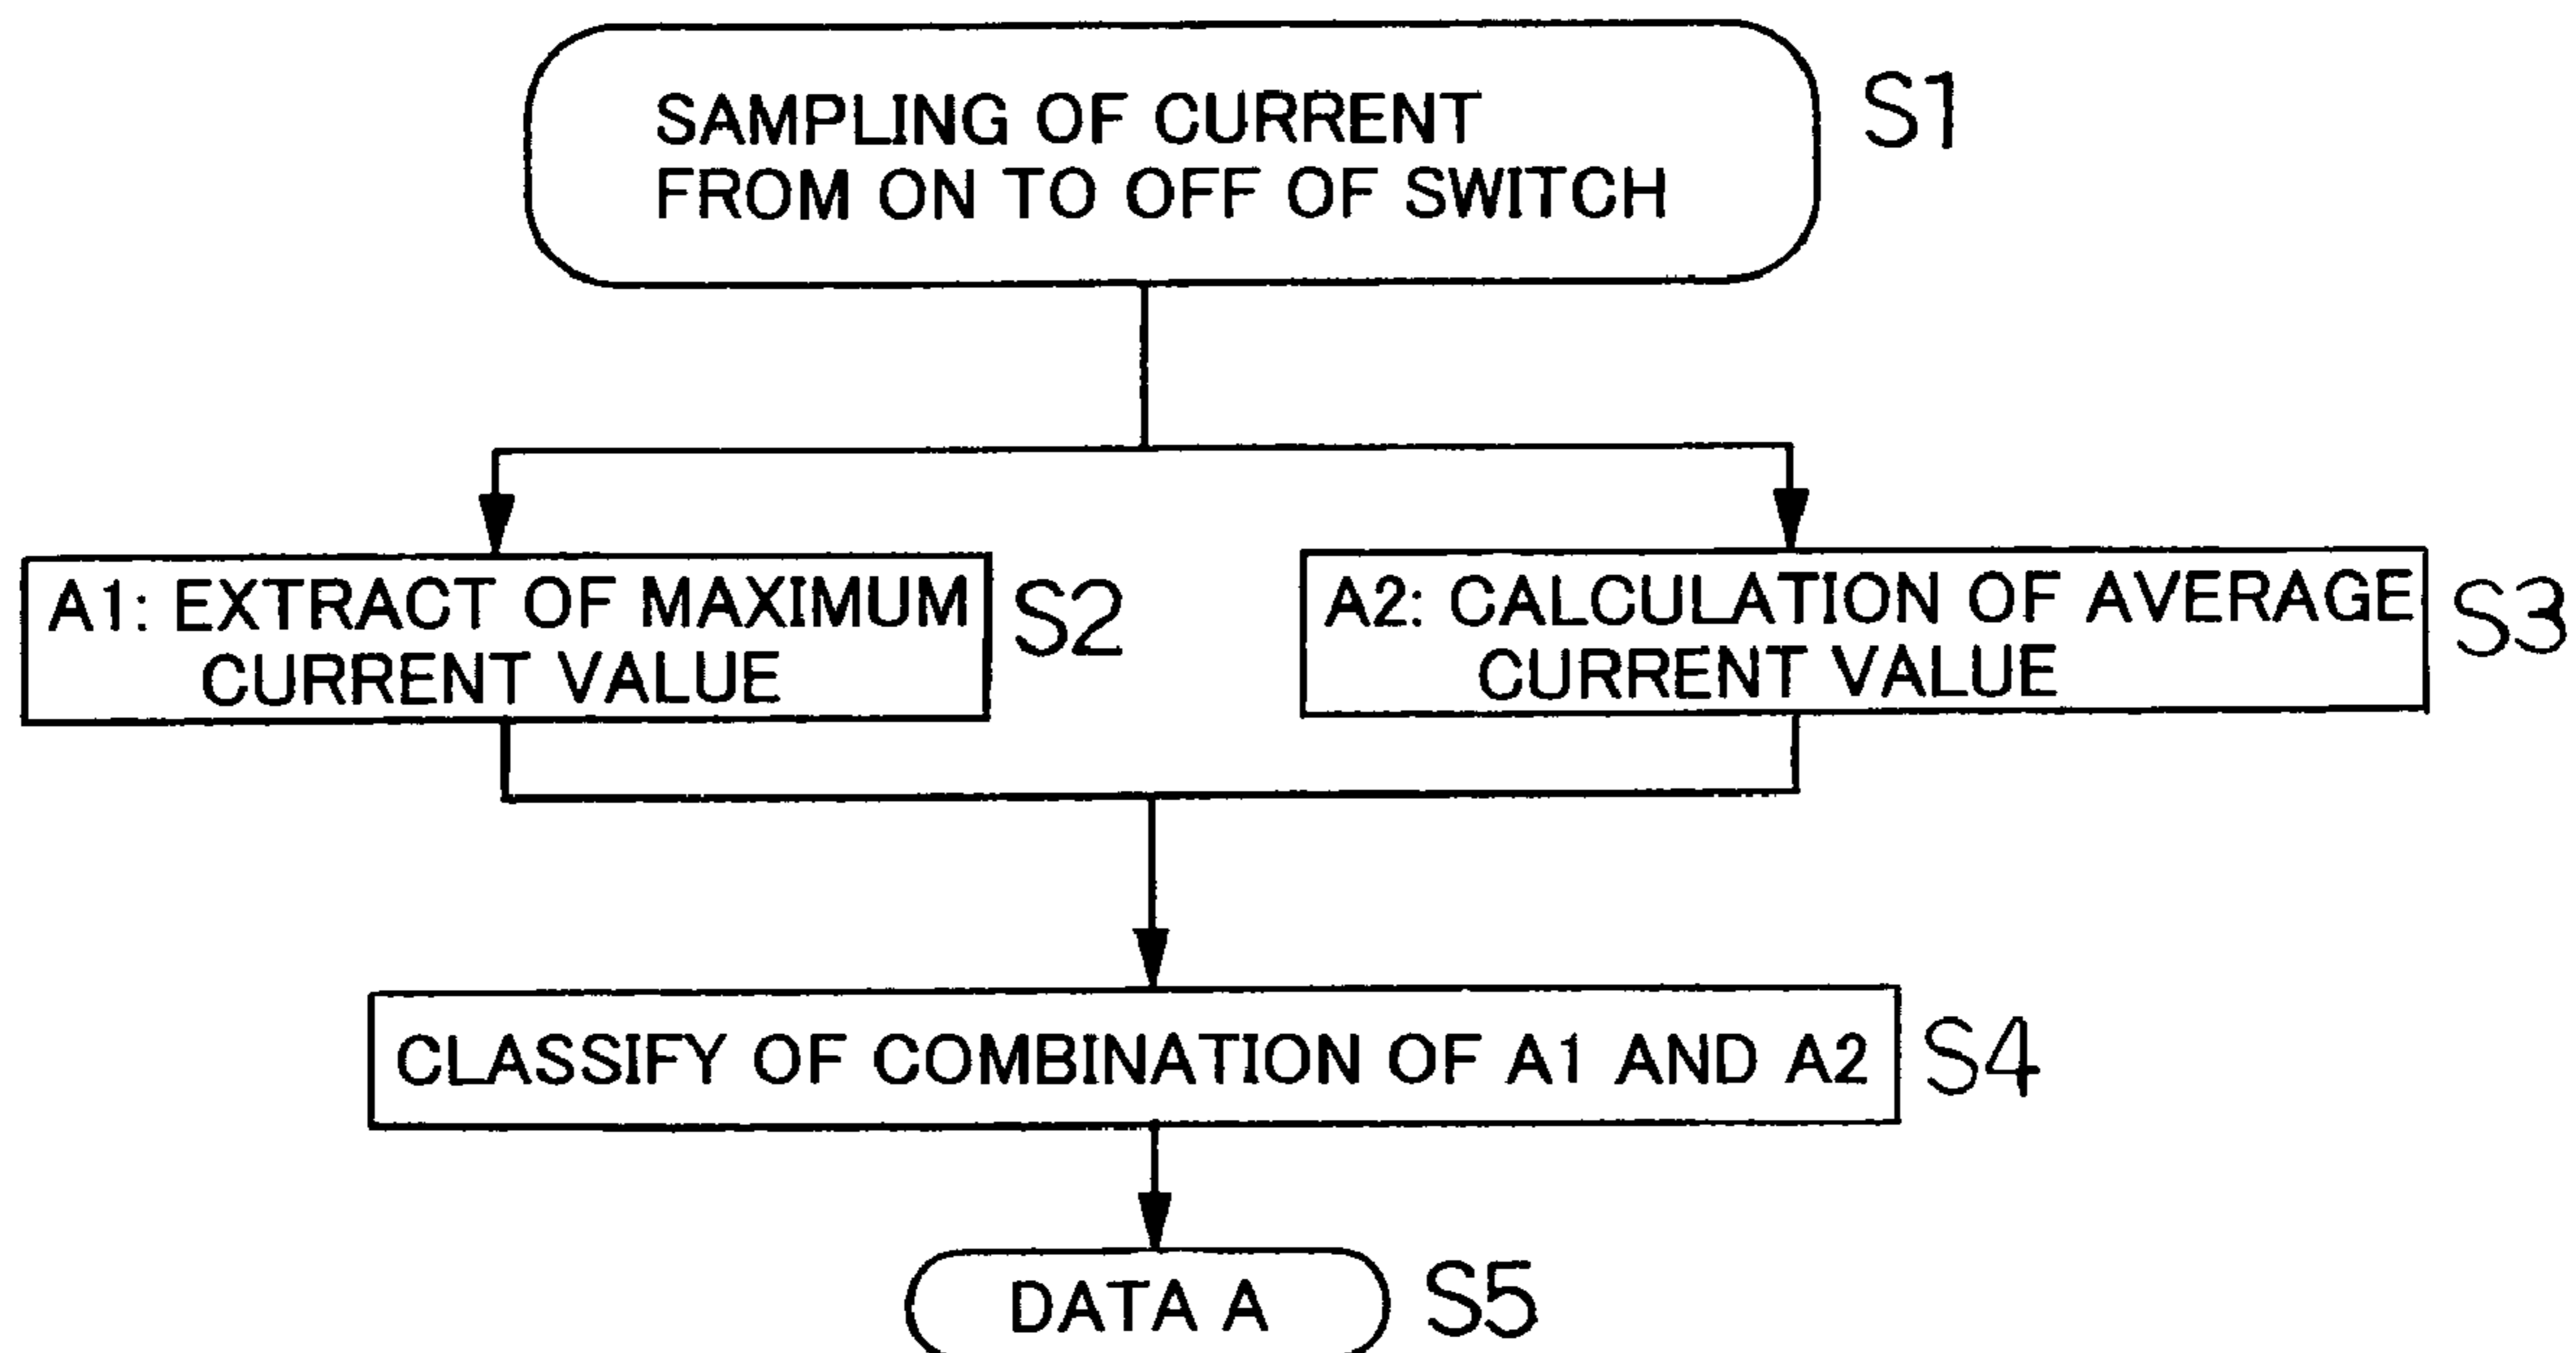 SAMPLING OF CURRENT
FROM ON TO OFF OF SWITCH
S1
A1: EXTRACT OF MAXIMUM
CURRENT VALUE
S2
A2: CALCULATION OF AVERAGE
CURRENT VALUE
S3
CLASSIFY OF COMBINATION OF A1 AND A2
S4
DATA A
S5